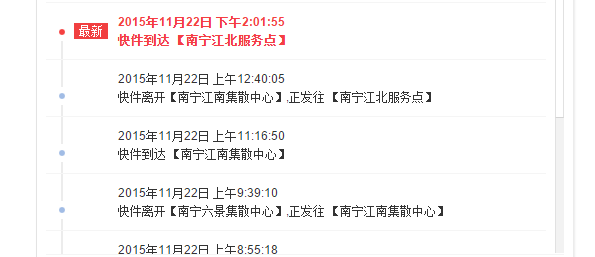 2015年11月22日 下午2:01:55
最新
快件到达 【南宁江北服务点】
2015年11月22日 上午12:40:05
快件离开【南宁江南集散中心】,正发往 【南宁江北服务点】
2015年11月22日 上午11:16:50
快件到达 【南宁江南集散中心】
2015年11月22日 上午9:39:10
快件离开【南宁六景集散中心】,正发往 【南宁江南集散中心】
2015年11月22日 上午8:55:18